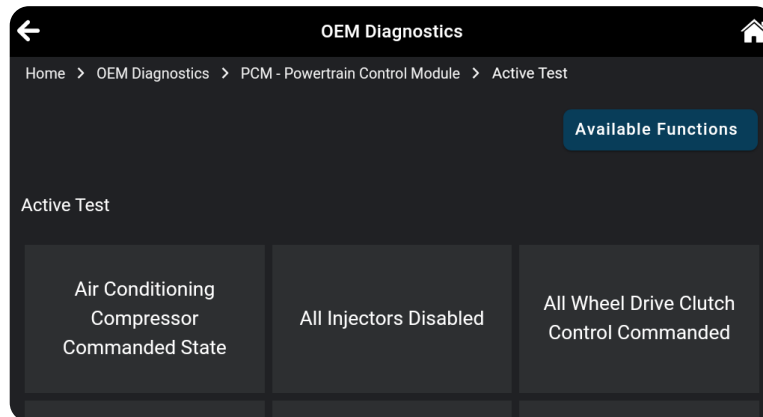 OEM Diagnostics
Home > OEM Diagnostics > PCM - Powertrain Control Module > Active Test
Available Functions
Active Test
Air Conditioning
Compressor
Commanded State
All Injectors Disabled
All Wheel Drive Clutch
Control Commanded